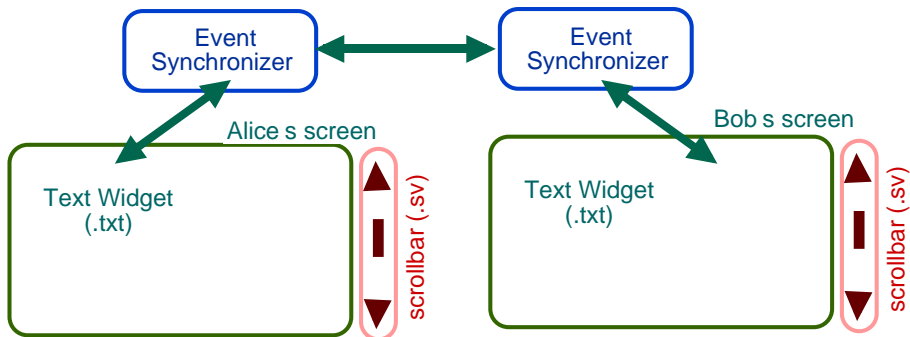 Event
Synchronizer
Event
Synchronizer
Alice s screen
Bob s screen
Text Widget
(.txt)
scrollbar (.sv)
Text Widget
(.txt)
scrollbar (.sv)